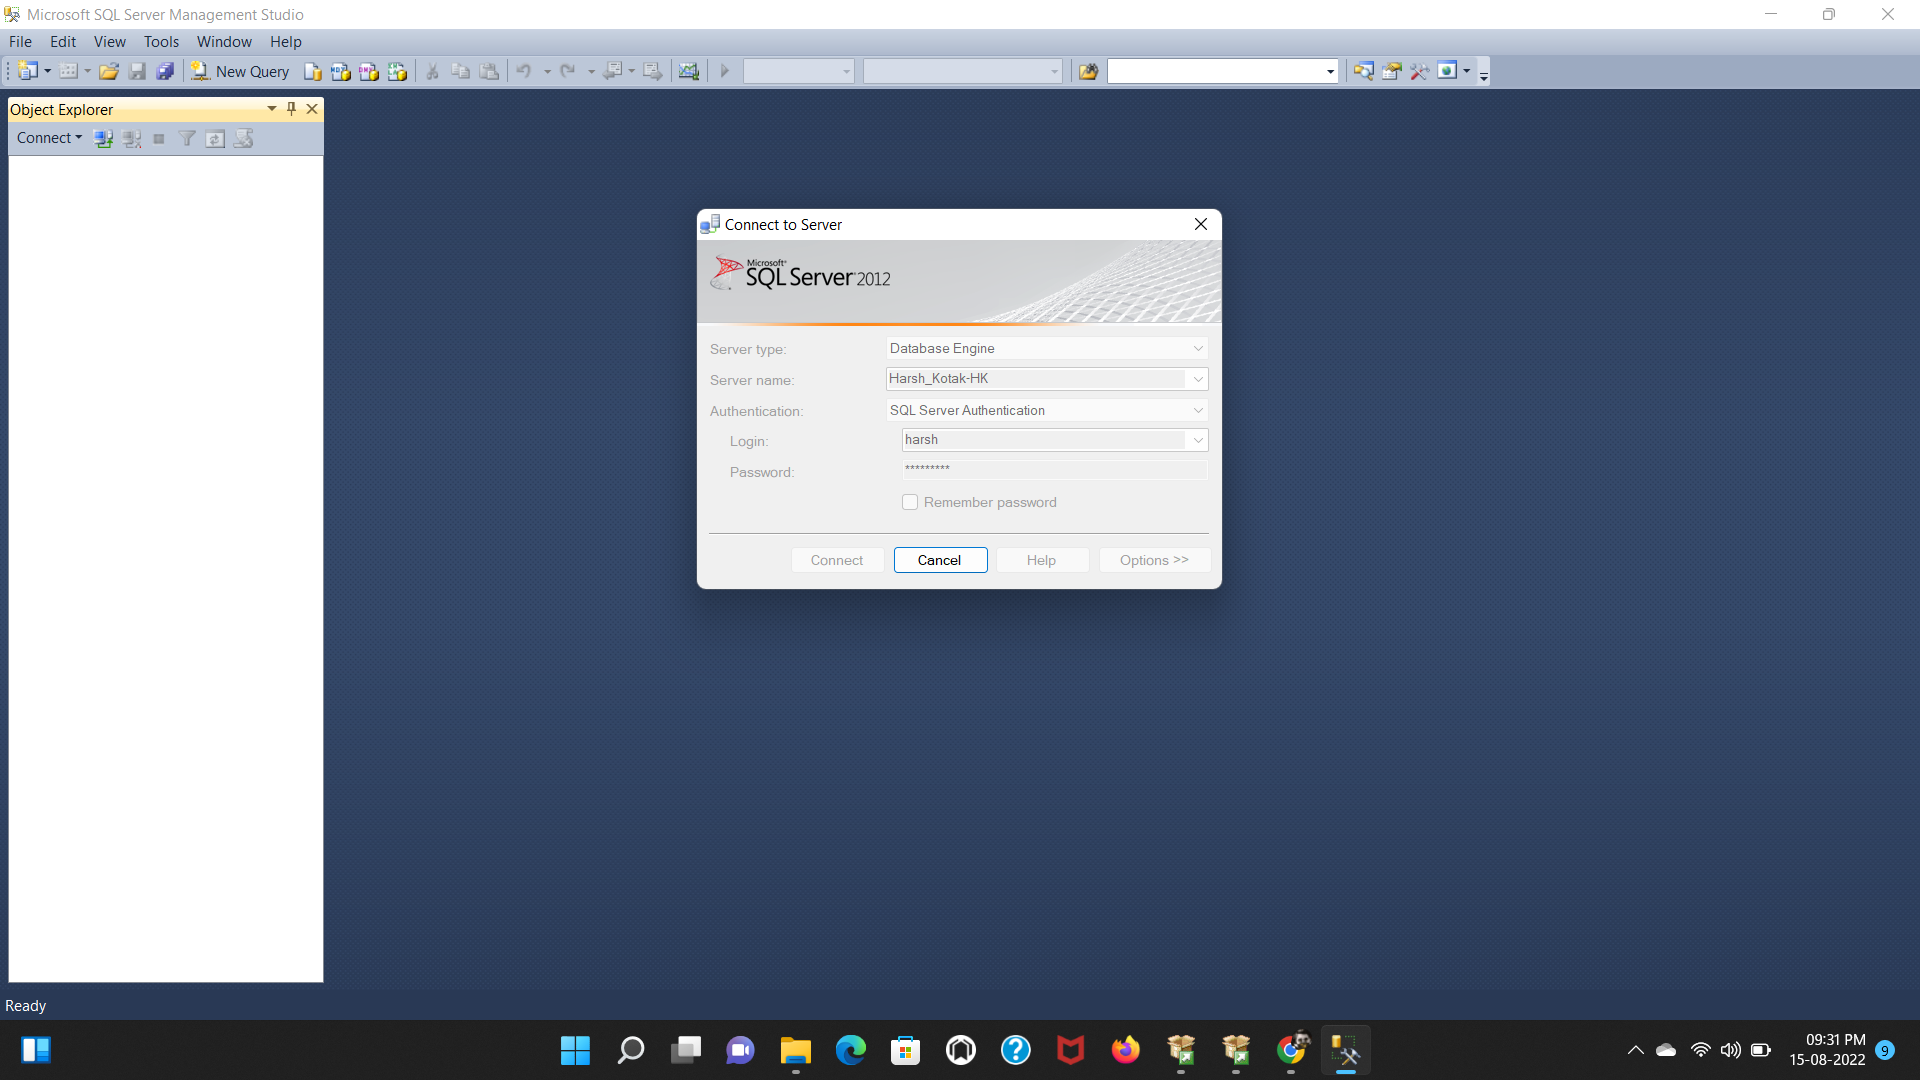 Microsoft SQL Server Management Studio
File Edit View Tools Window Help
New Query
Object Explorer
Connect
Connect to Server
Microsoft
SQL Server 2012
Server type: Database Engine
Server name: Harsh_Kotak-HK
Authentication: SQL Server Authentication
Login: harsh
Password: *********
Remember password
Connect Cancel Help Options >>
Ready
09:31 PM
15-08-2022
9